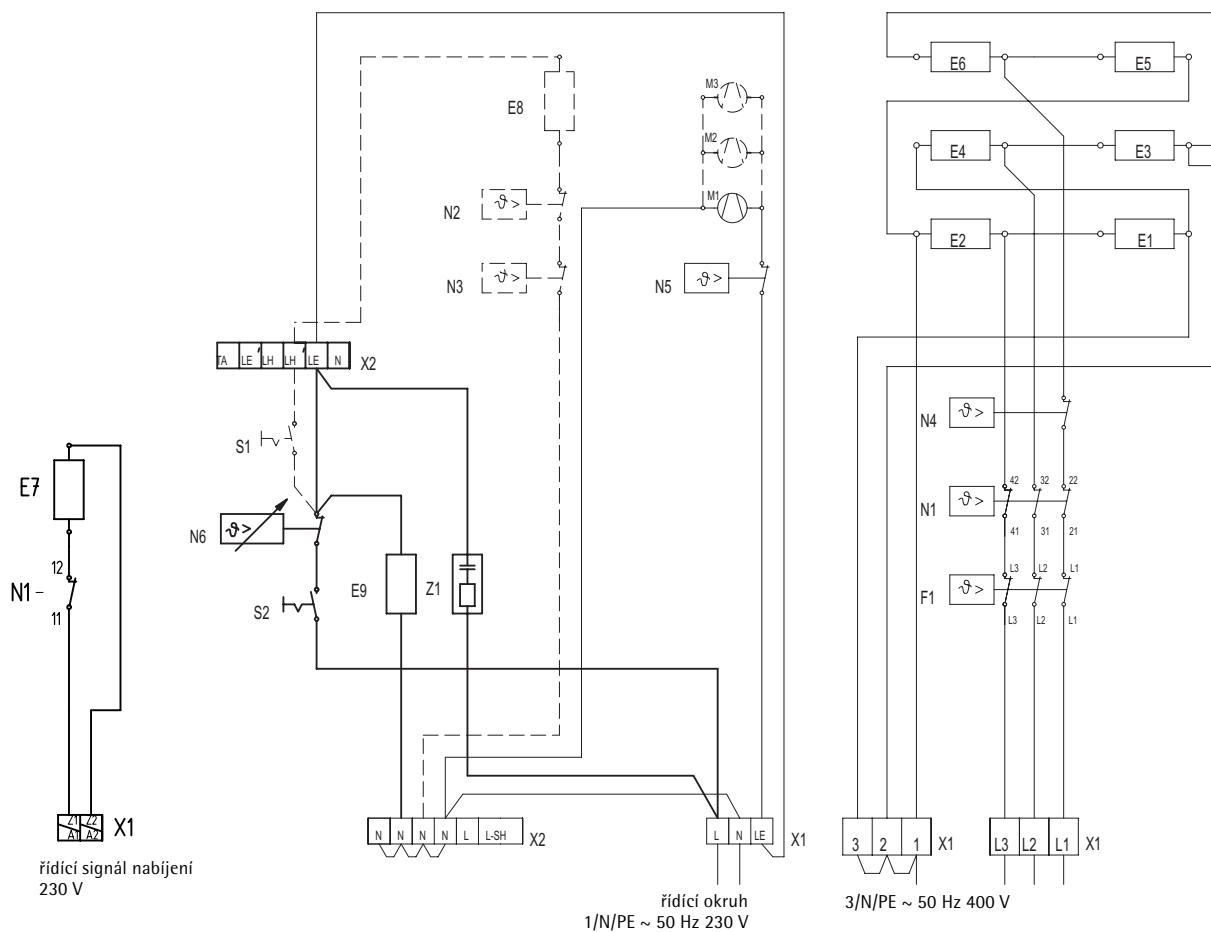 E6 E5
M3
E8
M2
E4 E3
M1
N2 ϑ>
E2 E1
N3 ϑ>
N5 ϑ>
TA LE' LH LH' LE N X2
N4 ϑ>
S1
E7
42 32 22
N1 ϑ>
N6 ϑ>
41 31 21
12
L3 L2 L1
N1 -
E9 Z1
F1 ϑ>
S2
11
L3 L2 L1
Z1 Z2
A1 A2
X1
N N N N L L-SH X2
L N LE X1
3 2 1 X1
L3 L2 L1 X1
řídící signál nabíjení
230 V
řídící okruh
1/N/PE ~ 50 Hz 230 V
3/N/PE ~ 50 Hz 400 V